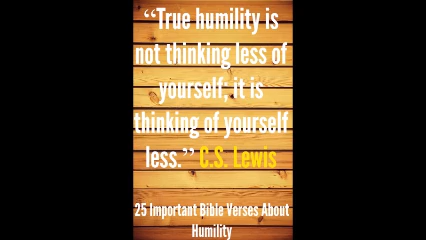 “True humility is
not thinking less of
yourself; it is
thinking of yourself
less.” C.S. Lewis
25 Important Bible Verses About
Humility